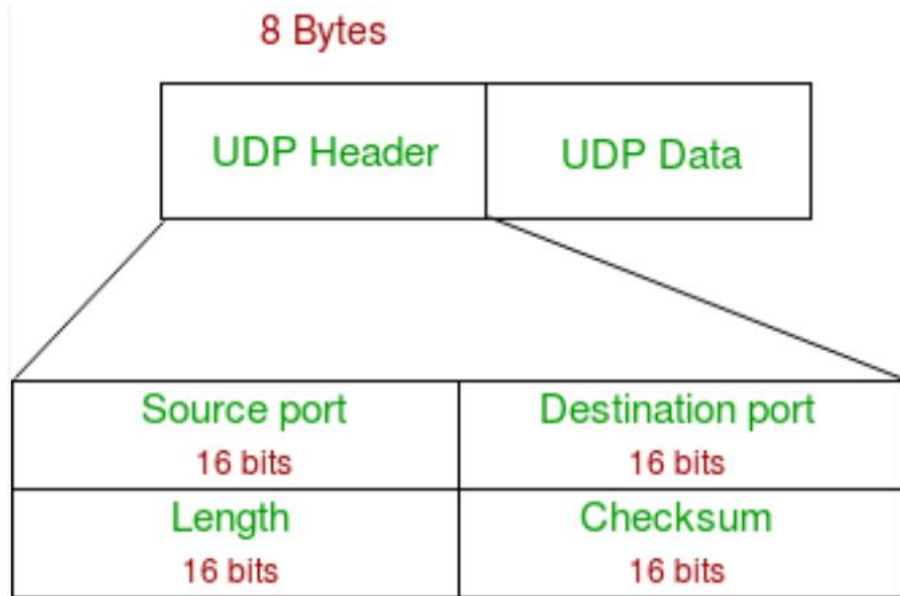 8 Bytes
UDP Header
UDP Data
Source port
16 bits
Destination port
16 bits
Length
16 bits
Checksum
16 bits